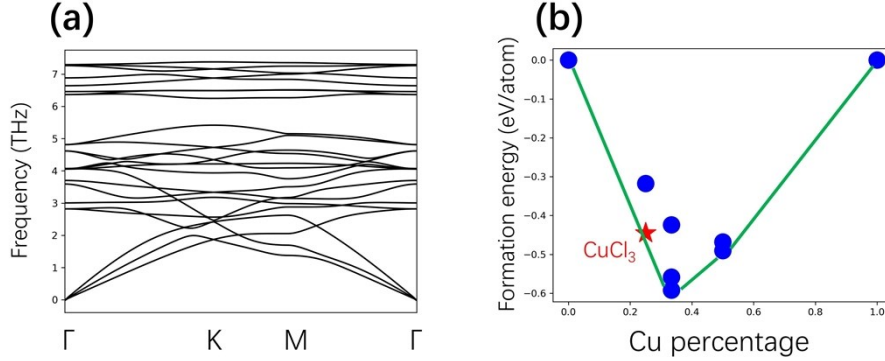 (a)
Frequency (THz)
7
6
5
4
3
2
1
0
Γ
K
M
Γ
(b)
Formation energy (eV/atom)
0.0
−0.1
−0.2
−0.3
−0.4
−0.5
−0.6
CuCl₃
0.0
0.2
0.4
0.6
0.8
1.0
Cu percentage